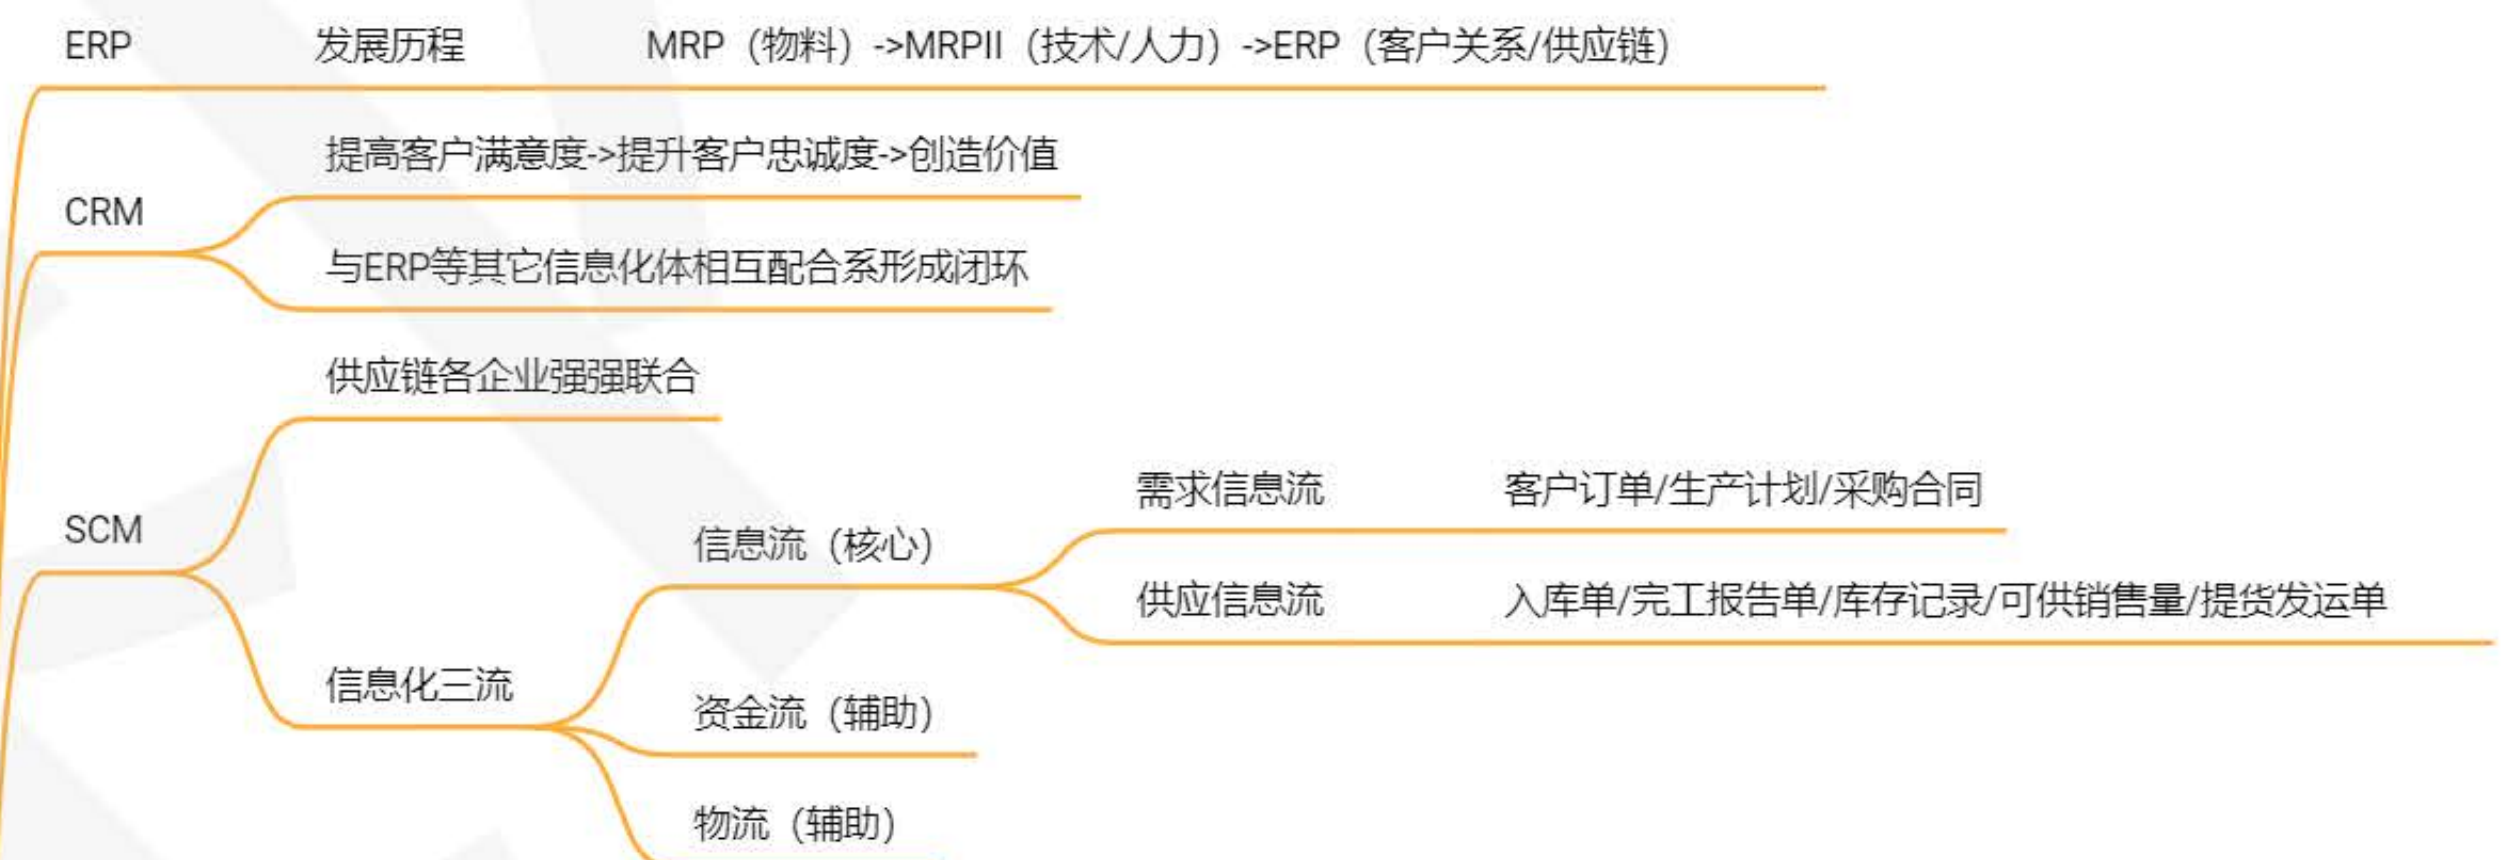 ERP 发展历程 MRP（物料）->MRPII（技术/人力）->ERP（客户关系/供应链）
提高客户满意度->提升客户忠诚度->创造价值
CRM
与ERP等其它信息化体相互配合系形成闭环
供应链各企业强强联合
需求信息流 客户订单/生产计划/采购合同
SCM
信息流（核心）
供应信息流 入库单/完工报告单/库存记录/可供销售量/提货发运单
信息化三流
资金流（辅助）
物流（辅助）